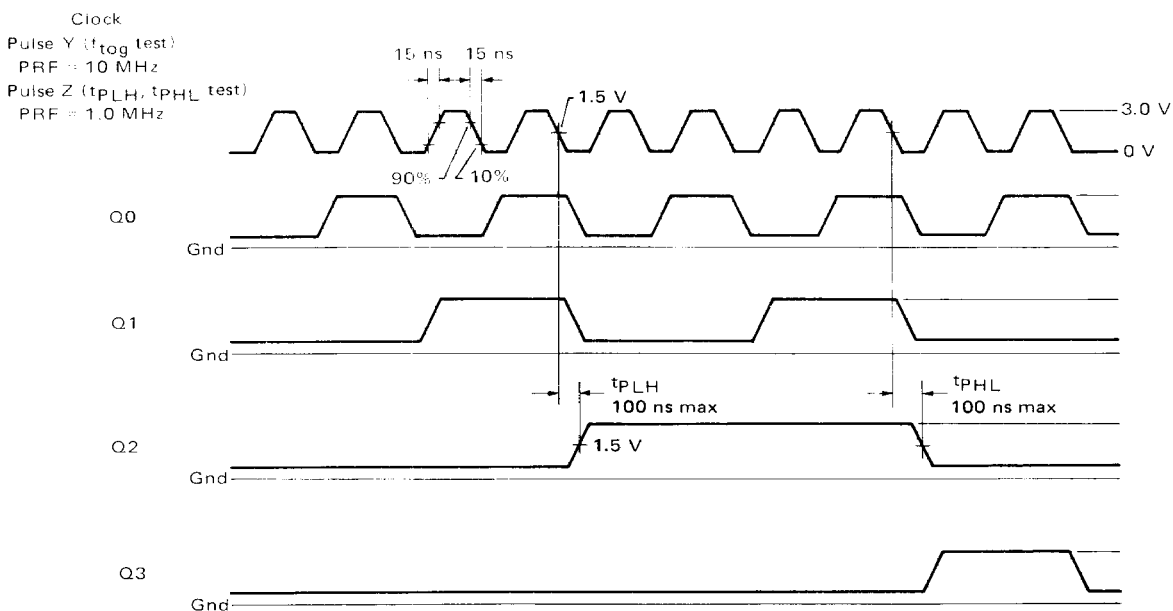 Clock
Pulse Y (ftog test)
PRF = 10 MHz
Pulse Z (tPLH, tPHL test)
PRF = 1.0 MHz
15 ns 15 ns
1.5 V
3.0 V
0 V
90% 10%
Q0
Gnd
Q1
Gnd
tPLH
100 ns max
tPHL
100 ns max
Q2
1.5 V
Gnd
Q3
Gnd